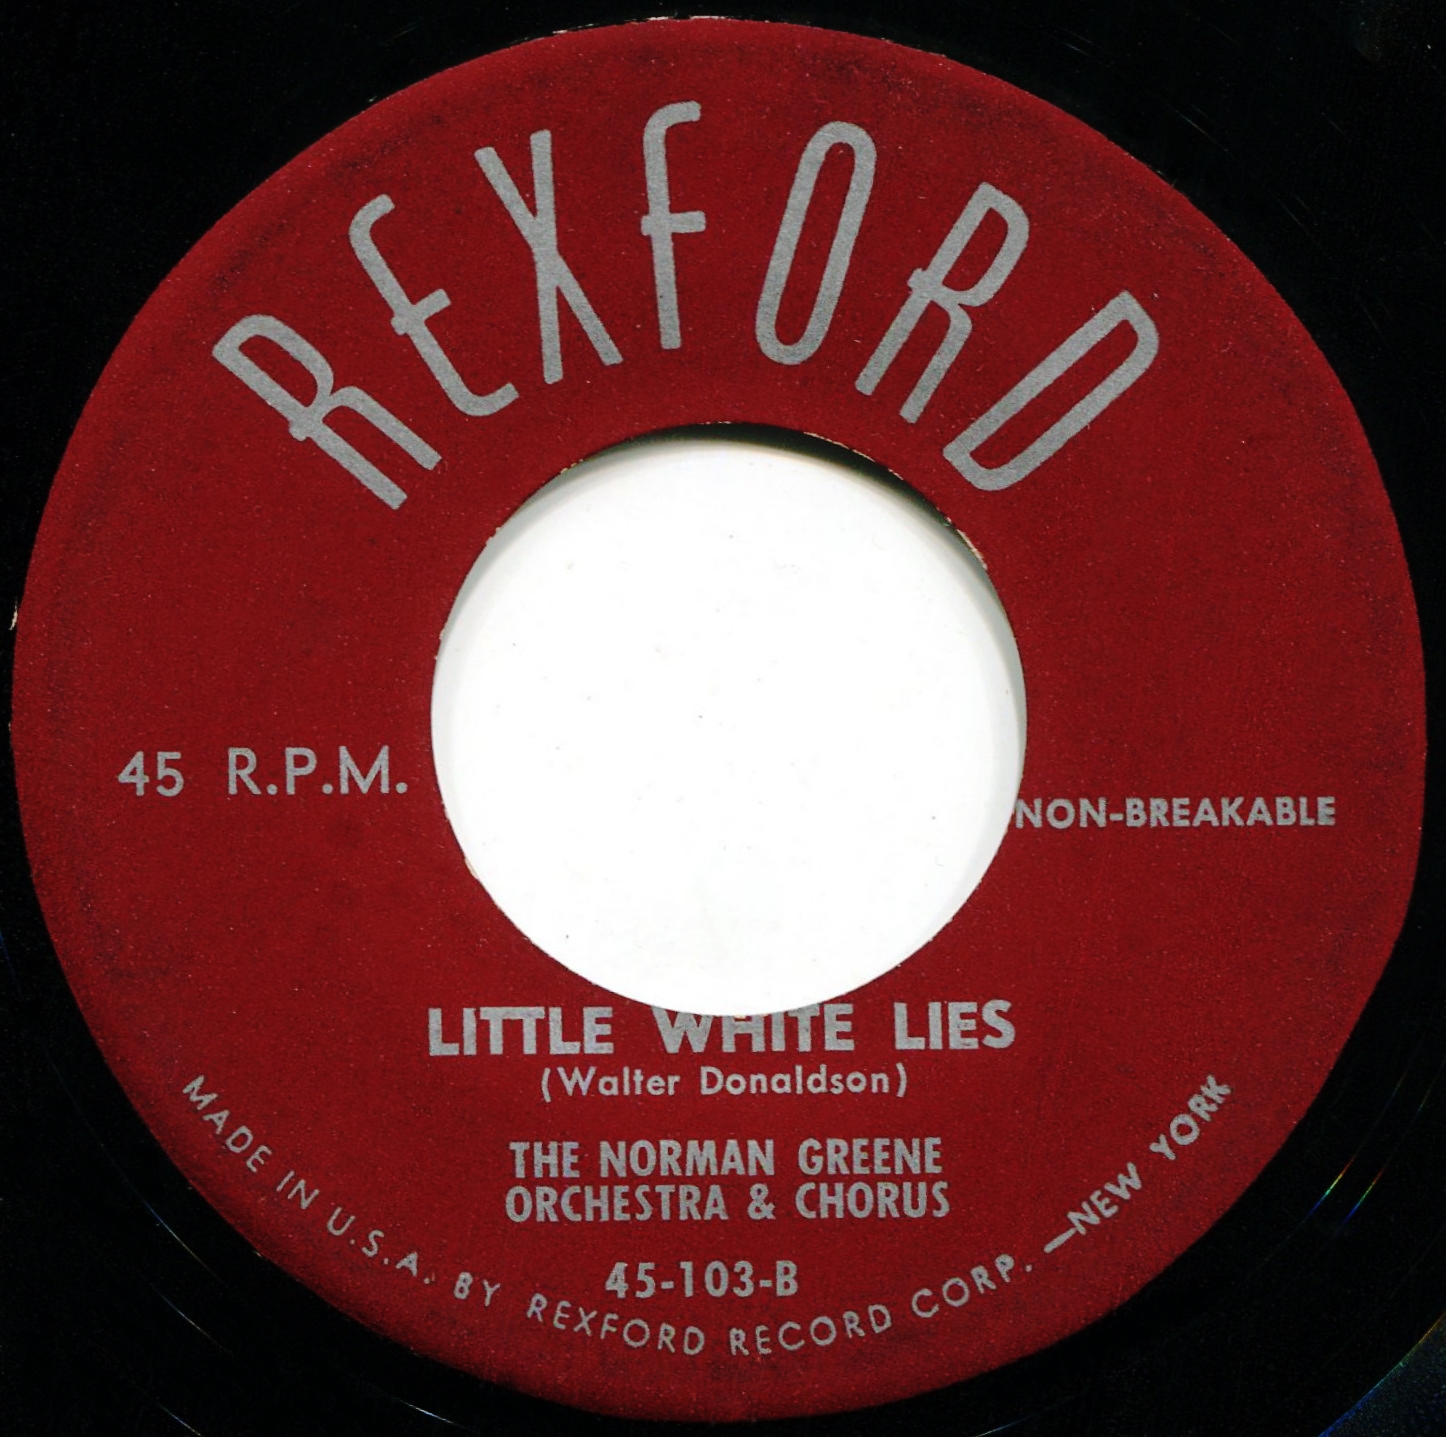 REXFORD
45 R.P.M.
NON-BREAKABLE
LITTLE WHITE LIES
(Walter Donaldson)
THE NORMAN GREENE
ORCHESTRA & CHORUS
45-103-B
MADE IN U.S.A. BY REXFORD RECORD CORP. —NEW YORK